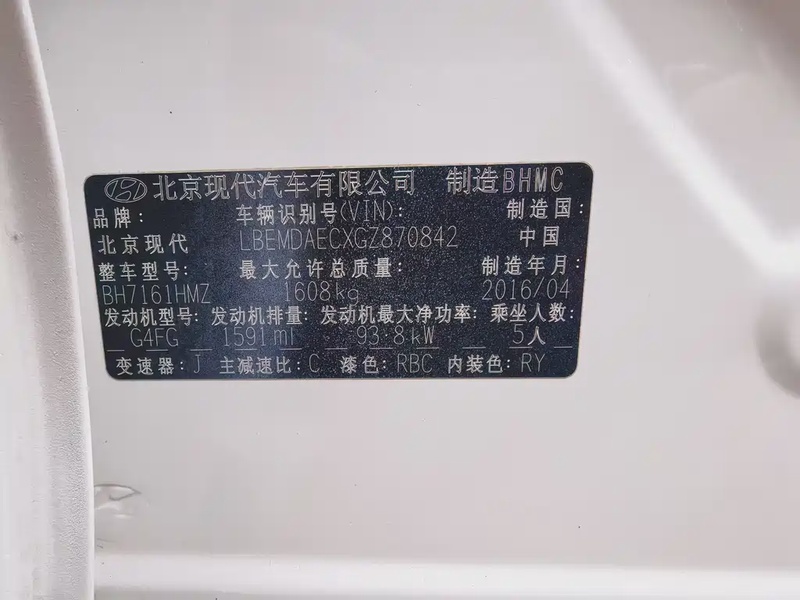 北京现代汽车有限公司 制造BHMC
品牌: 车辆识别号(VIN): 制造国:
北京现代 LBEMDAECXGZ870842 中国
整车型号: 最大允许总质量: 制造年月:
BH7161HMZ 1608kg 2016/04
发动机型号: 发动机排量: 发动机最大净功率: 乘坐人数:
G4FG 1591ml 93.8kW 5人
变速器: J 主减速比: C 漆色: RBC 内装色: RY